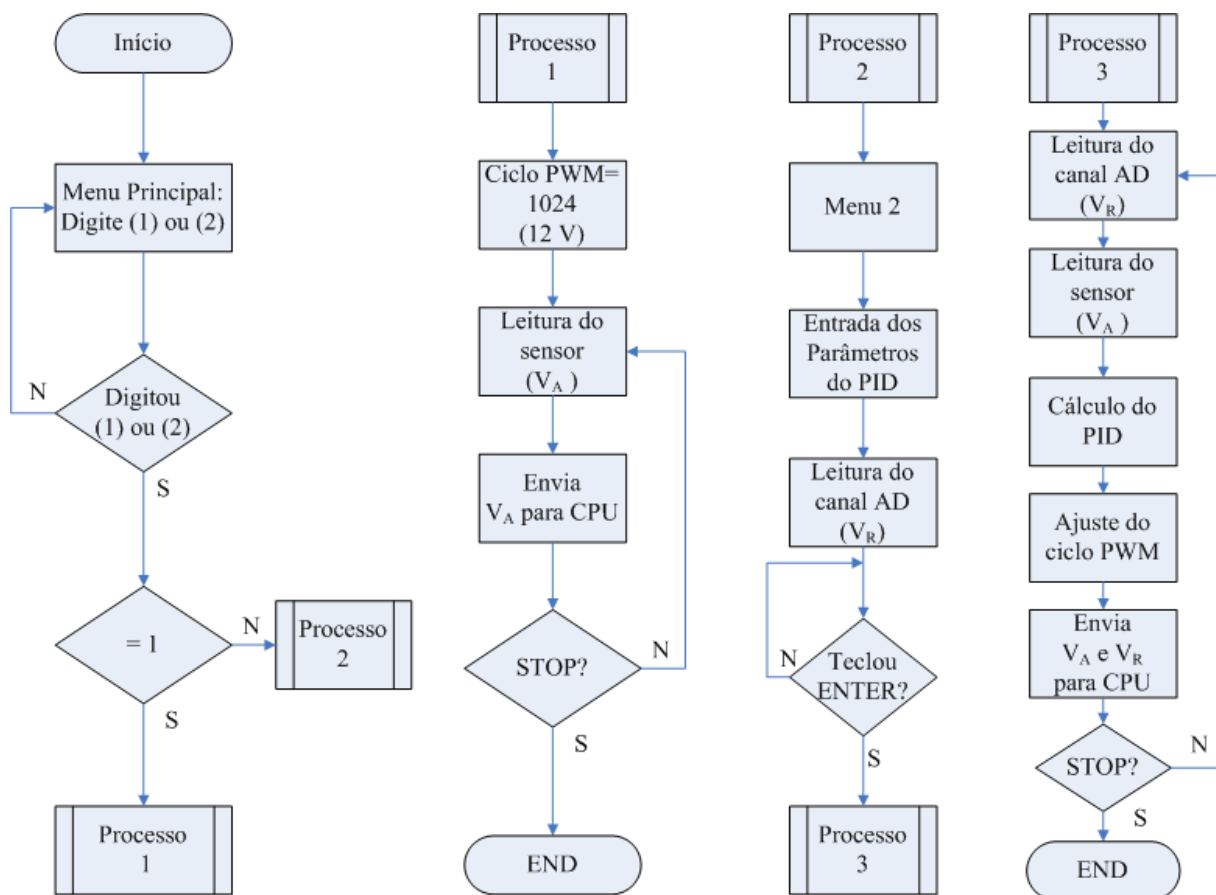 Início
Menu Principal:
Digite (1) ou (2)
N
Digitou
(1) ou (2)
S
= 1
N
Processo
2
S
Processo
1
Processo
1
Ciclo PWM=
1024
(12 V)
Leitura do
sensor
(VA )
Envia
VA para CPU
STOP?
N
S
END
Processo
2
Menu 2
Entrada dos
Parâmetros
do PID
Leitura do
canal AD
(VR)
N
Teclou
ENTER?
S
Processo
3
Processo
3
Leitura do
canal AD
(VR)
Leitura do
sensor
(VA )
Cálculo do
PID
Ajuste do
ciclo PWM
Envia
VA e VR
para CPU
N
STOP?
S
END